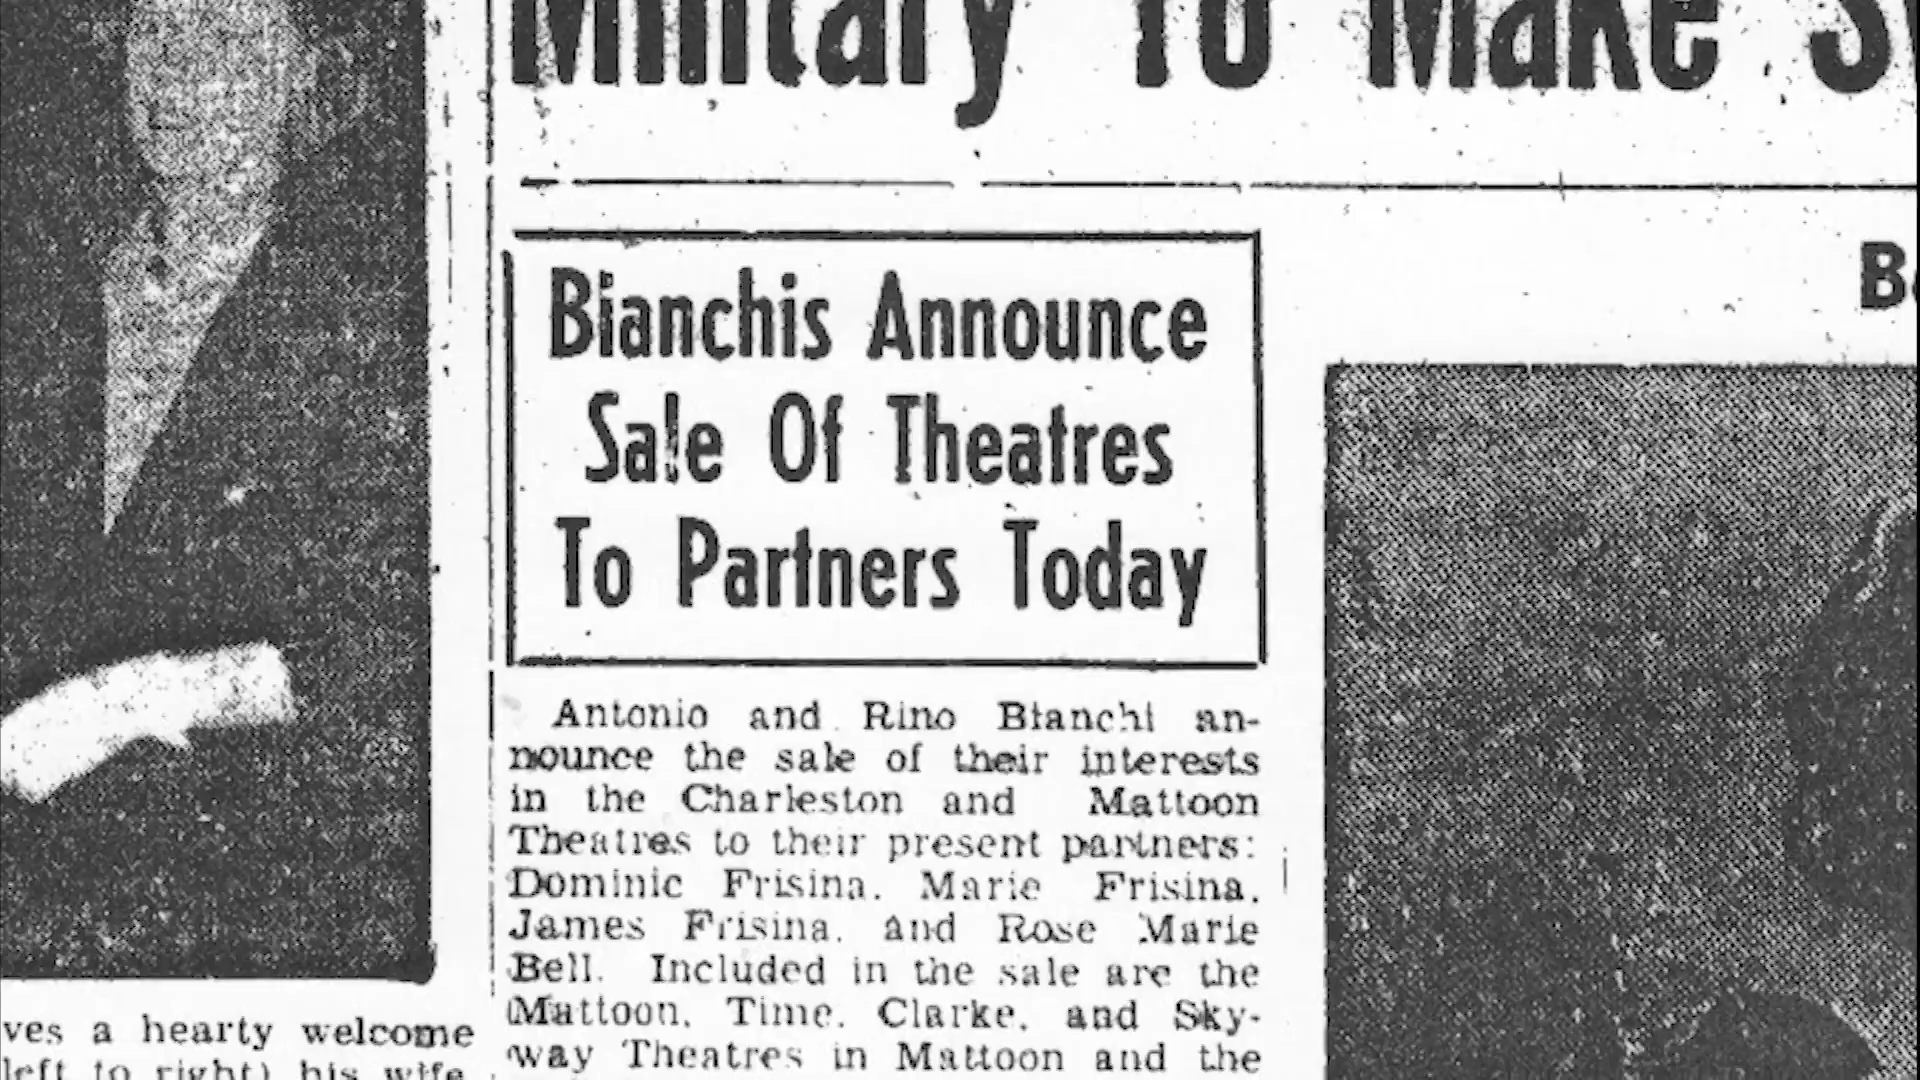 Military To Make
Bianchis Announce
Sale Of Theatres
To Partners Today
Antonio and Rino Bianchi an-
nounce the sale of their interests
in the Charleston and Mattoon
Theatres to their present partners:
Dominic Frisina, Marie Frisina,
James Frisina, and Rose Marie
Bell. Included in the sale are the
Mattoon, Time, Clarke, and Sky-
way Theatres in Mattoon and the
ves a hearty welcome
left to right) his wife,